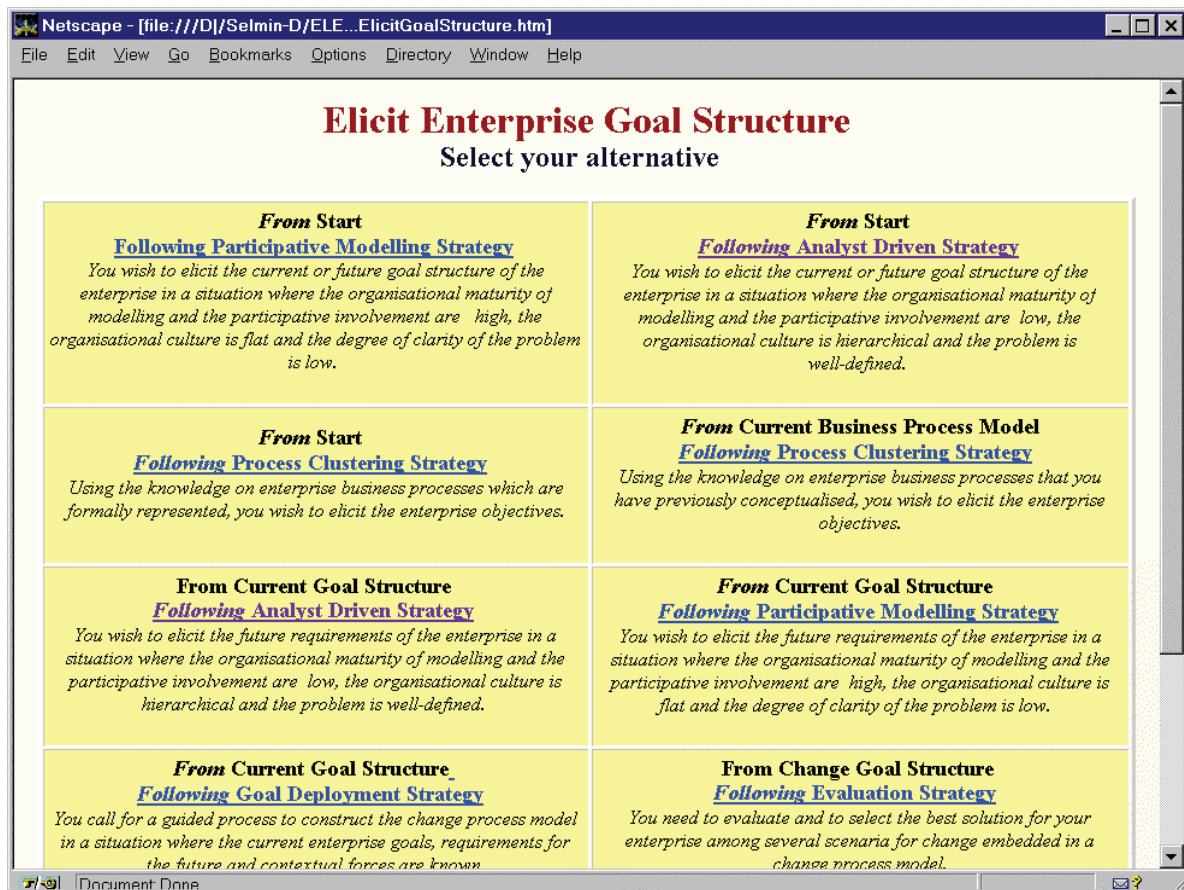 Netscape - [file:///D|/Selmin-D/ELE...ElicitGoalStructure.htm]
File Edit View Go Bookmarks Options Directory Window Help
Elicit Enterprise Goal Structure
Select your alternative
From Start
Following Participative Modelling Strategy
You wish to elicit the current or future goal structure of the
enterprise in a situation where the organisational maturity of
modelling and the participative involvement are high, the
organisational culture is flat and the degree of clarity of the problem
is low.
From Start
Following Analyst Driven Strategy
You wish to elicit the current or future goal structure of the
enterprise in a situation where the organisational maturity of
modelling and the participative involvement are low, the
organisational culture is hierarchical and the problem is
well-defined.
From Start
Following Process Clustering Strategy
Using the knowledge on enterprise business processes which are
formally represented, you wish to elicit the enterprise objectives.
From Current Business Process Model
Following Process Clustering Strategy
Using the knowledge on enterprise business processes that you
have previously conceptualised, you wish to elicit the enterprise
objectives.
From Current Goal Structure
Following Analyst Driven Strategy
You wish to elicit the future requirements of the enterprise in a
situation where the organisational maturity of modelling and the
participative involvement are low, the organisational culture is
hierarchical and the problem is well-defined.
From Current Goal Structure
Following Participative Modelling Strategy
You wish to elicit the future requirements of the enterprise in a
situation where the organisational maturity of modelling and the
participative involvement are high, the organisational culture is
flat and the degree of clarity of the problem is low.
From Current Goal Structure
Following Goal Deployment Strategy
You call for a guided process to construct the change process model
in a situation where the current enterprise goals, requirements for
the future and contextual forces are known
From Change Goal Structure
Following Evaluation Strategy
You need to evaluate and to select the best solution for your
enterprise among several scenaria for change embedded in a
change process model.
Document: Done